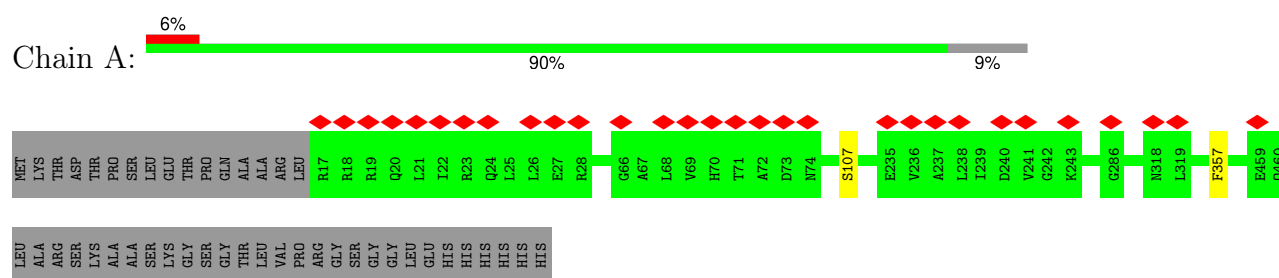 6%
Chain A:
90%
9%
MET LYS THR ASP THR PRO SER LEU GLU THR PRO GLN ALA ALA ARG LEU R17 R18 R19 Q20 L21 I22 R23 Q24 L25 L26 E27 R28 G66 A67 L68 V69 H70 T71 A72 D73 N74 S107 E235 V236 A237 L238 I239 D240 V241 G242 K243 G286 N318 L319 F357 E459
LEU ALA ARG SER LYS ALA ALA SER LYS GLY SER GLY THR LEU VAL PRO ARG GLY SER GLY GLY LEU GLU HIS HIS HIS HIS HIS HIS